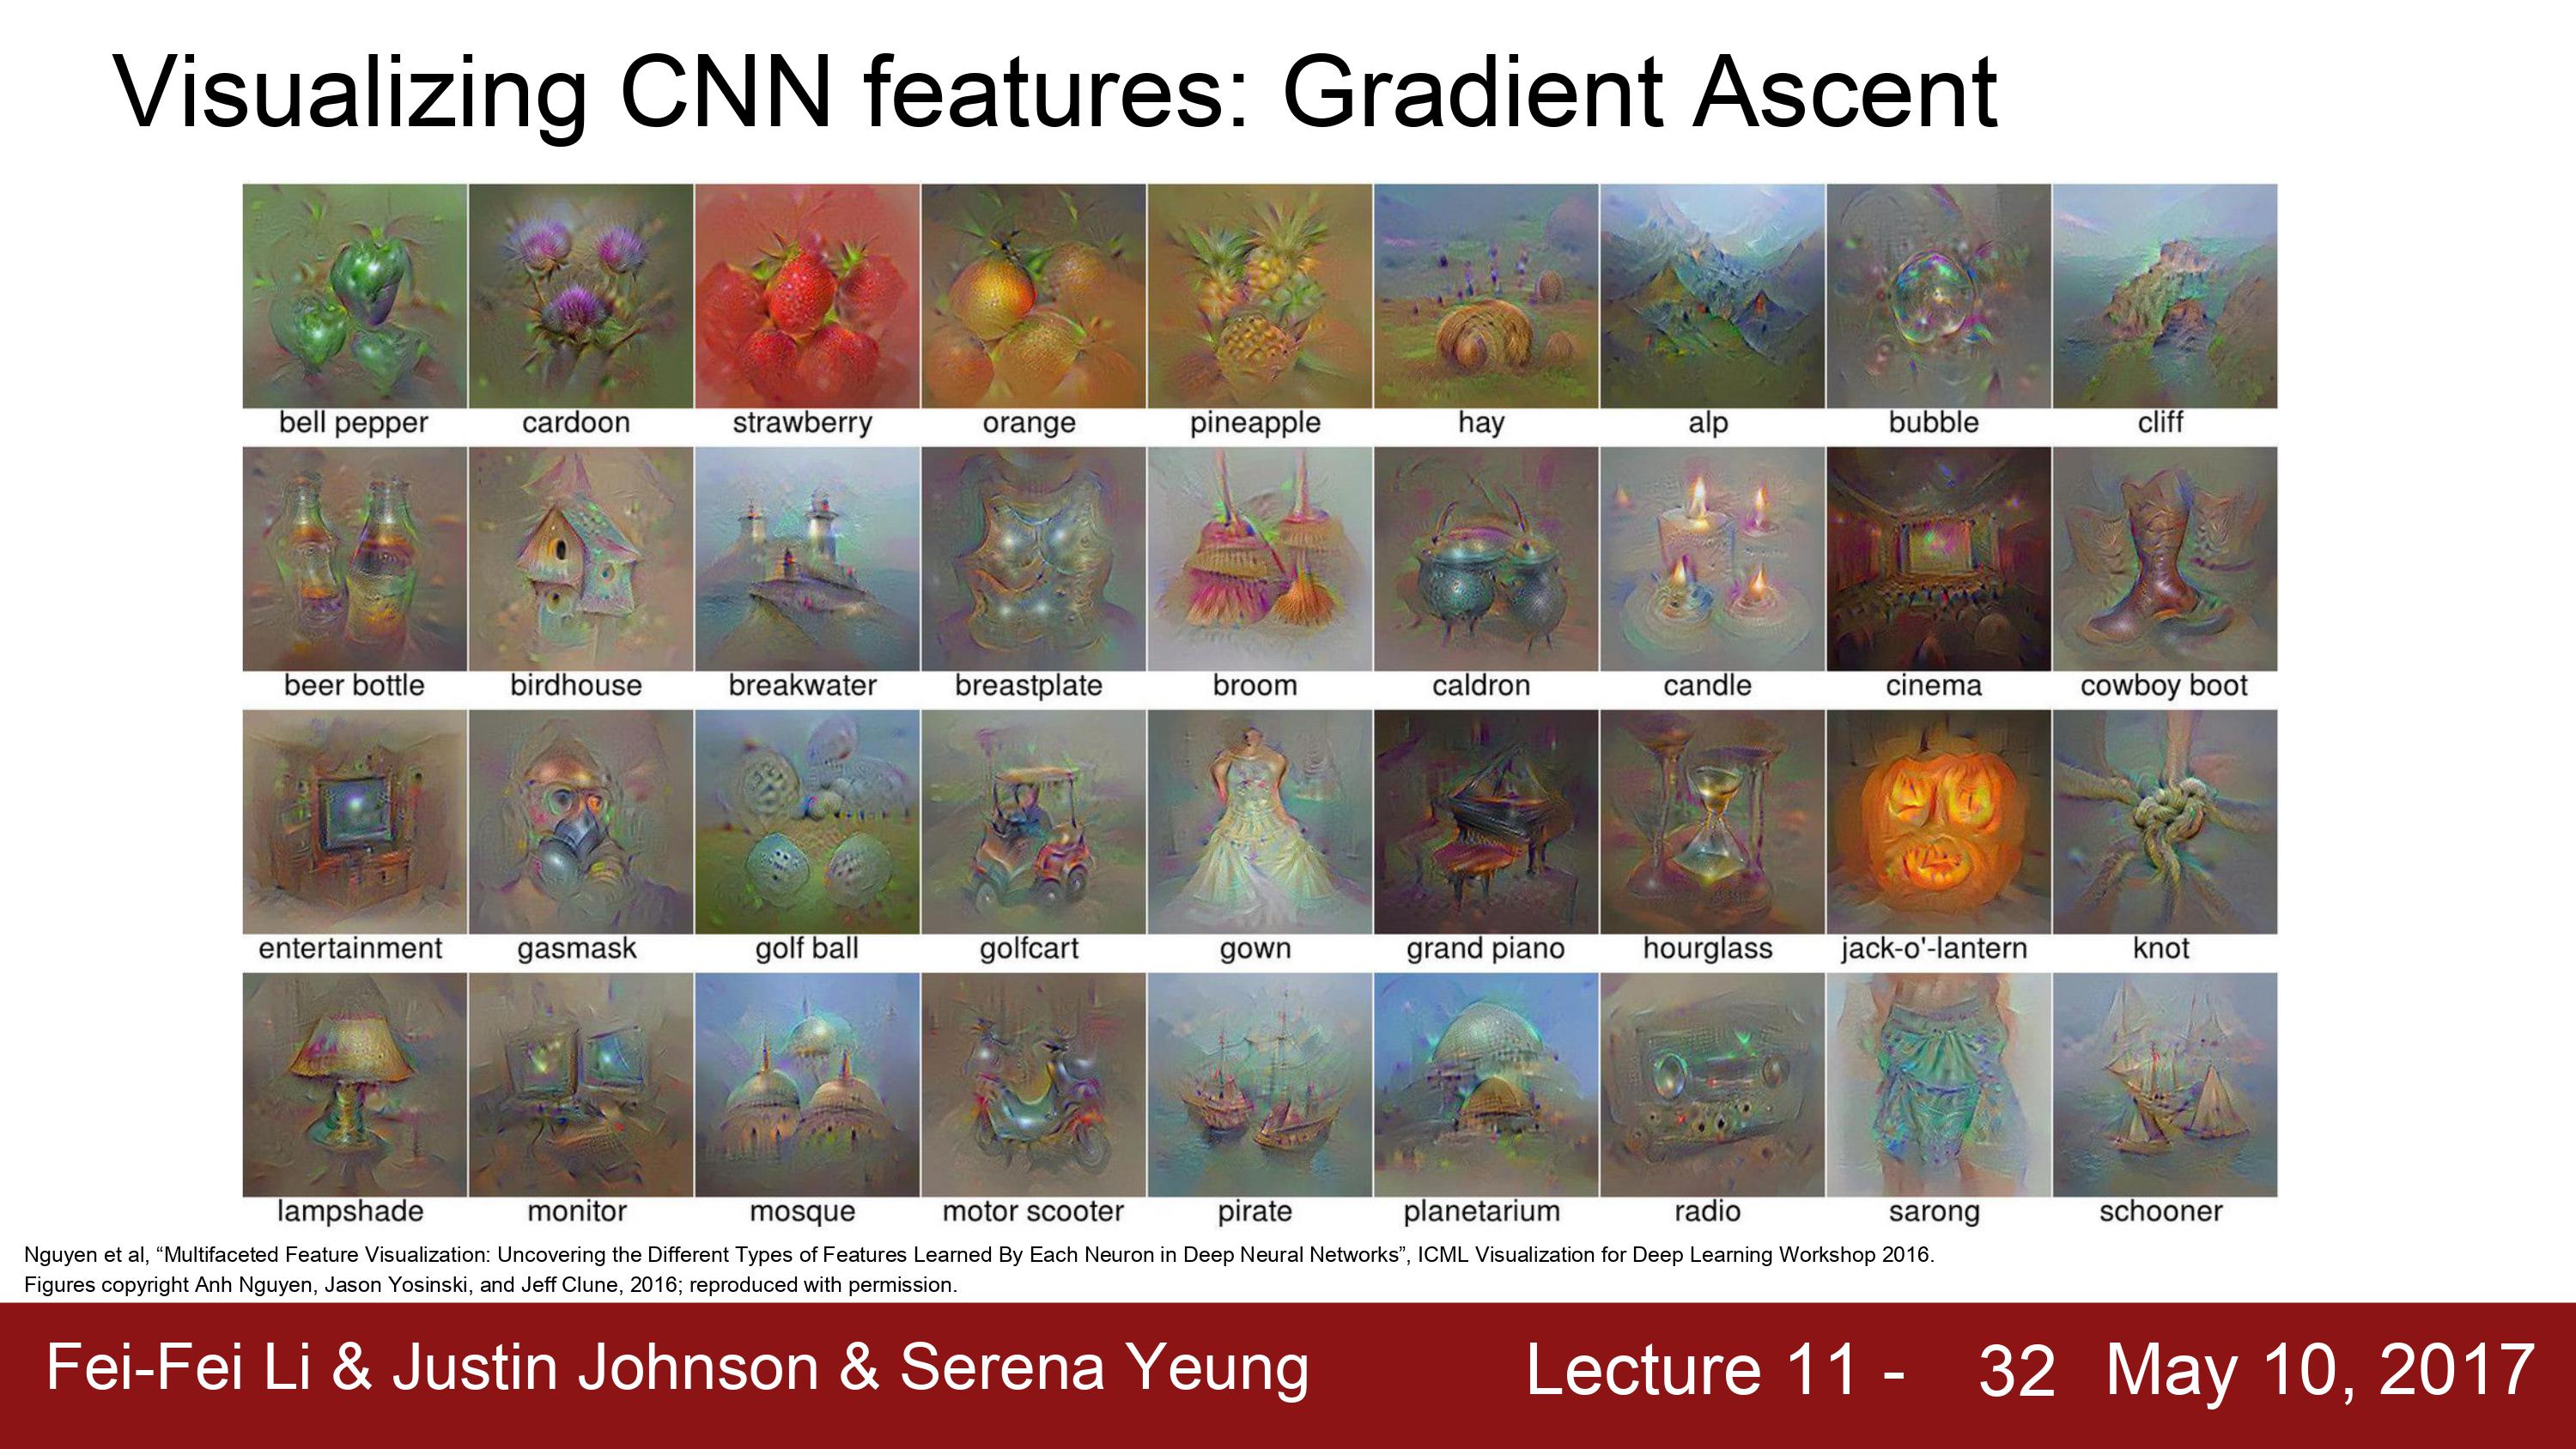 Visualizing CNN features: Gradient Ascent
bell pepper cardoon strawberry orange pineapple hay alp bubble cliff
beer bottle birdhouse breakwater breastplate broom caldron candle cinema cowboy boot
entertainment gasmask golf ball golfcart gown grand piano hourglass jack-o'-lantern knot
lampshade monitor mosque motor scooter pirate planetarium radio sarong schooner
Nguyen et al, “Multifaceted Feature Visualization: Uncovering the Different Types of Features Learned By Each Neuron in Deep Neural Networks”, ICML Visualization for Deep Learning Workshop 2016.
Figures copyright Anh Nguyen, Jason Yosinski, and Jeff Clune, 2016; reproduced with permission.
Fei-Fei Li & Justin Johnson & Serena Yeung Lecture 11 - 32 May 10, 2017